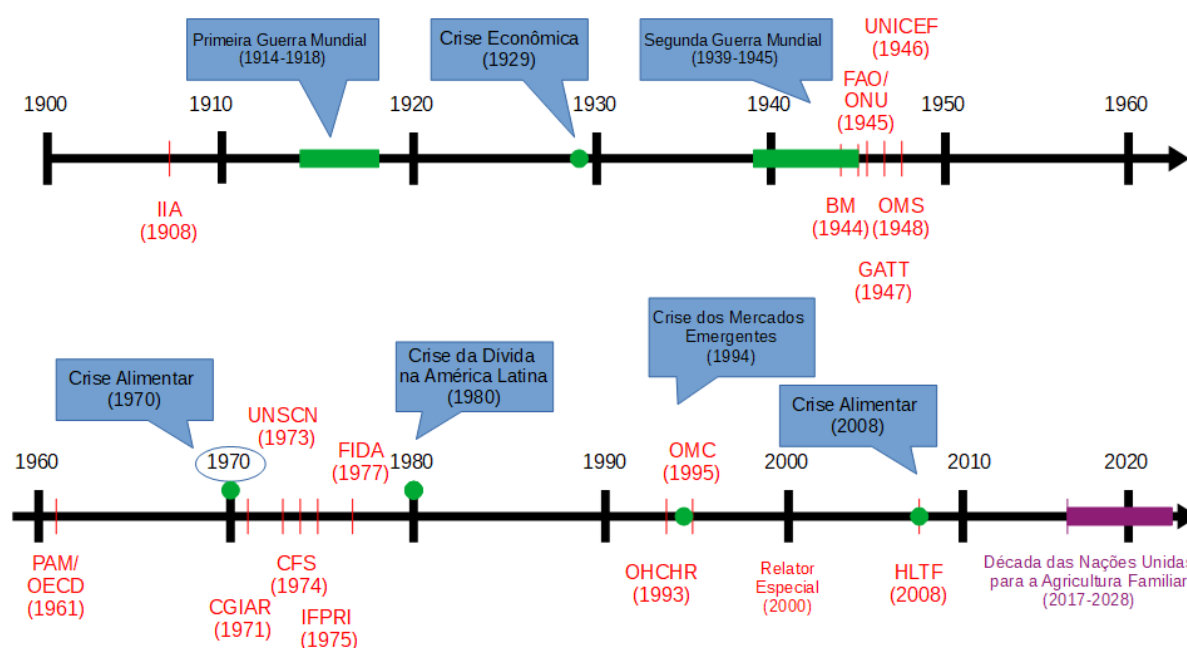 UNICEF
(1946)
Primeira Guerra Mundial
(1914-1918)
Crise Econômica
(1929)
Segunda Guerra Mundial
(1939-1945)
FAO/
ONU
(1945)
1900
1910
1920
1930
1940
1950
1960
IIA
(1908)
BM
(1944)
OMS
(1948)
GATT
(1947)
Crise dos Mercados
Emergentes
(1994)
Crise da Dívida
na América Latina
(1980)
Crise Alimentar
(1970)
Crise Alimentar
(2008)
UNSCN
(1973)
FIDA
(1977)
OMC
(1995)
1960
1970
1980
1990
2000
2010
2020
PAM/
OECD
(1961)
CGIAR
(1971)
CFS
(1974)
IFPRI
(1975)
OHCHR
(1993)
Relator
Especial
(2000)
HLTF
(2008)
Década das Nações Unidas
para a Agricultura Familiar
(2017-2028)